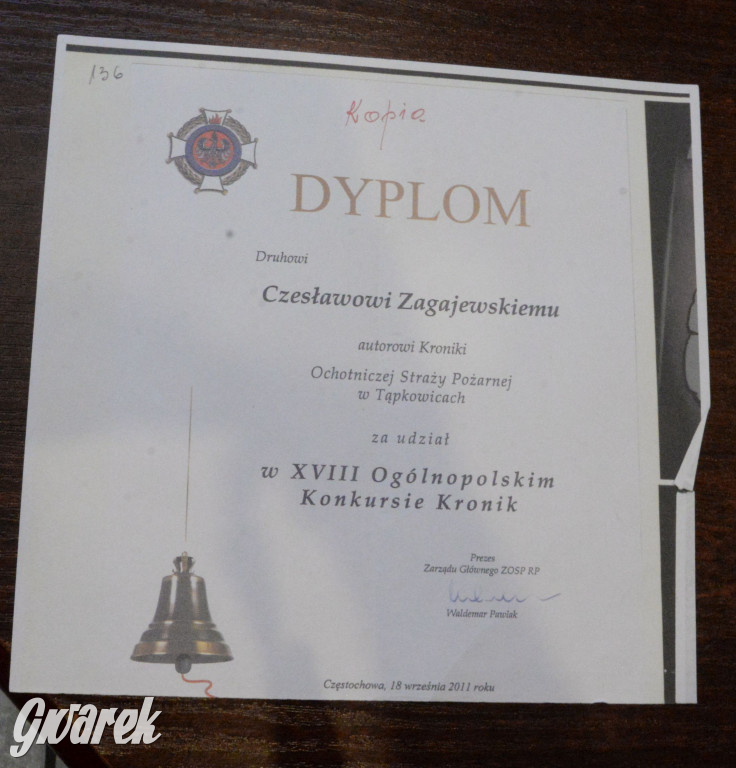 136
Kopia
DYPLOM
Druhowi
Czesławowi Zagajewskiemu
autorowi Kroniki
Ochotniczej Straży Pożarnej
w Tąpkowicach
za udział
w XVIII Ogólnopolskim
Konkursie Kronik
Prezes
Zarządu Głównego ZOSP RP
Waldemar Pawlak
Częstochowa, 18 września 2011 roku
Gwarek